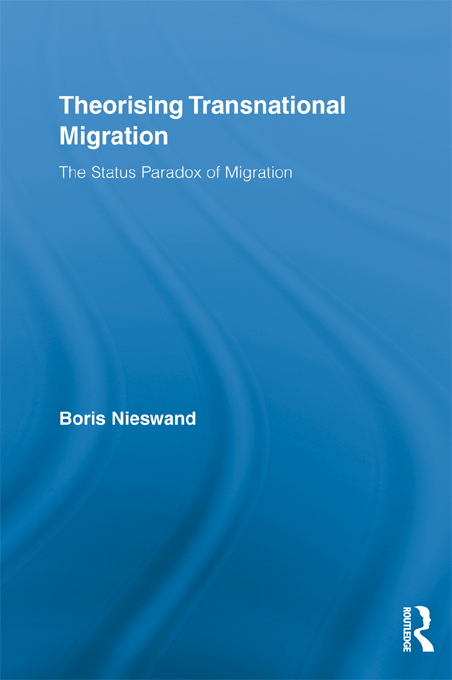 Theorising Transnational
Migration
The Status Paradox of Migration
Boris Nieswand
ROUTLEDGE